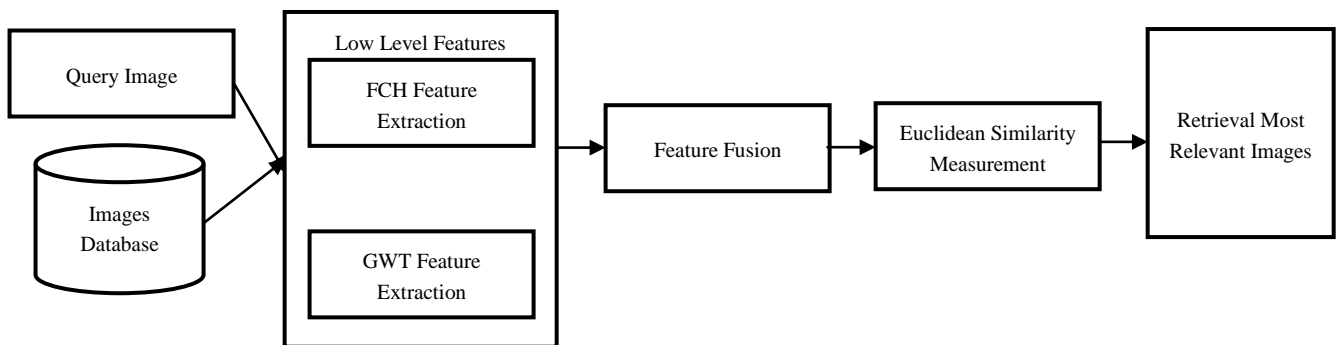 Query Image
Images
Database
Low Level Features
FCH Feature
Extraction
GWT Feature
Extraction
Feature Fusion
Euclidean Similarity
Measurement
Retrieval Most
Relevant Images